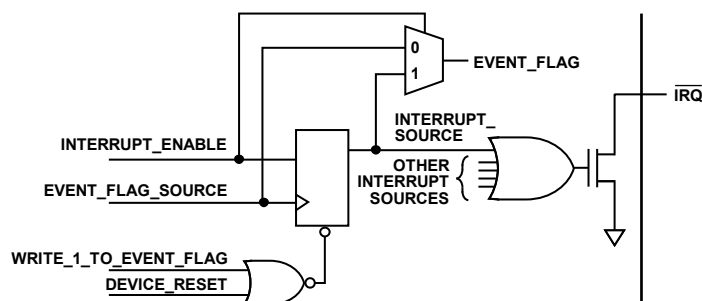 0
EVENT_FLAG
1
IRQ
INTERRUPT_
SOURCE
INTERRUPT_ENABLE
OTHER
INTERRUPT
SOURCES
EVENT_FLAG_SOURCE
WRITE_1_TO_EVENT_FLAG
DEVICE_RESET